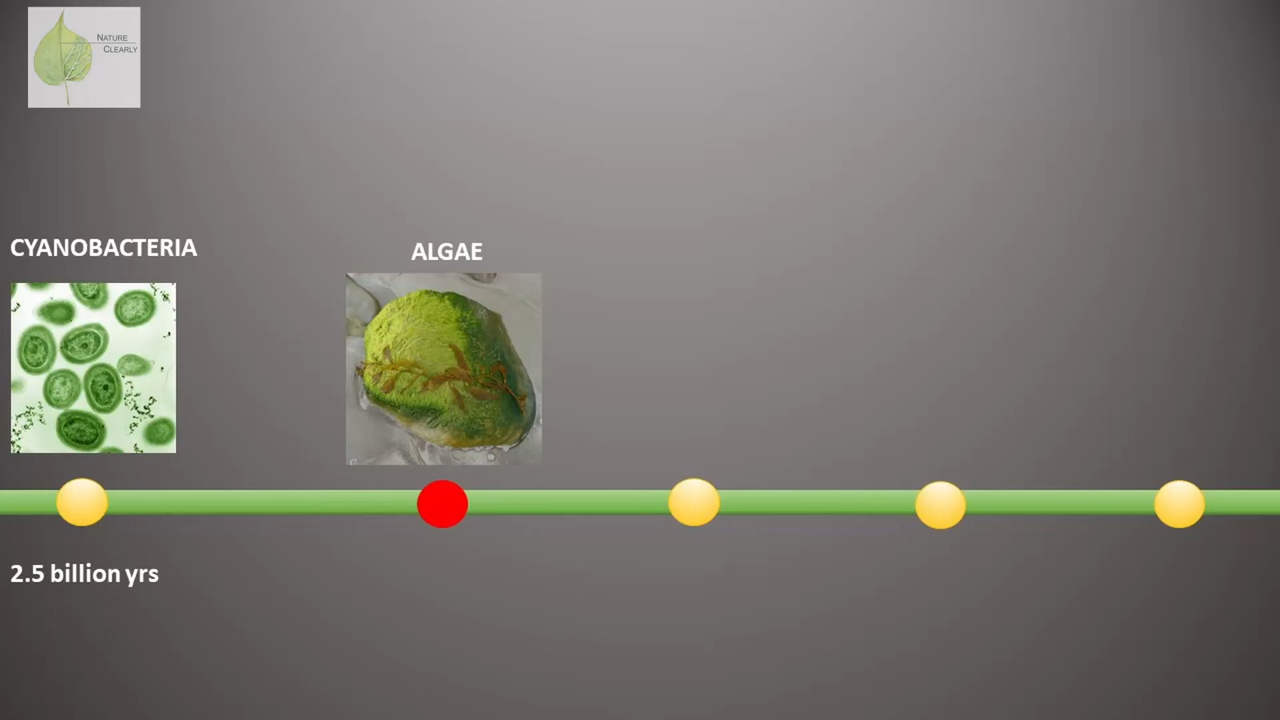 NATURE
CLEARLY
CYANOBACTERIA
ALGAE
2.5 billion yrs